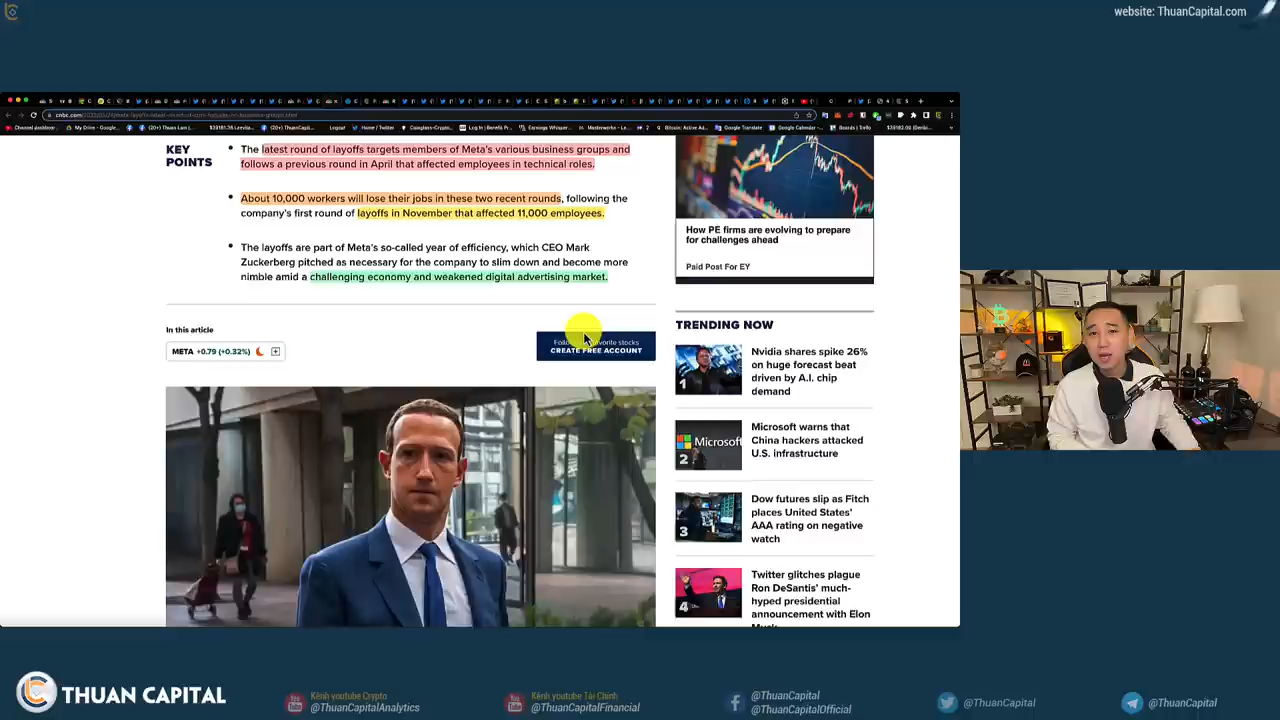 website: ThuanCapital.com
KEY
POINTS
The latest round of layoffs targets members of Meta's various business groups and
follows a previous round in April that affected employees in technical roles.
About 10,000 workers will lose their jobs in these two recent rounds, following the
company's first round of layoffs in November that affected 11,000 employees.
The layoffs are part of Meta's so-called year of efficiency, which CEO Mark
Zuckerberg pitched as necessary for the company to slim down and become more
nimble amid a challenging economy and weakened digital advertising market.
In this article
META +0.79 (+0.32%)
CREATE FREE ACCOUNT
How PE firms are evolving to prepare
for challenges ahead
Paid Post For EY
TRENDING NOW
1
Nvidia shares spike 26%
on huge forecast beat
driven by A.I. chip
demand
Microsoft
2
Microsoft warns that
China hackers attacked
U.S. infrastructure
3
Dow futures slip as Fitch
places United States'
AAA rating on negative
watch
4
Twitter glitches plague
Ron DeSantis' much-
hyped presidential
announcement with Elon
THUAN CAPITAL
Kênh youtube Crypto
@ThuanCapitalAnalytics
Kênh youtube Tài Chính
@ThuanCapitalFinancial
@ThuanCapital
@ThuanCapitalOfficial
@ThuanCapital
@ThuanCapital